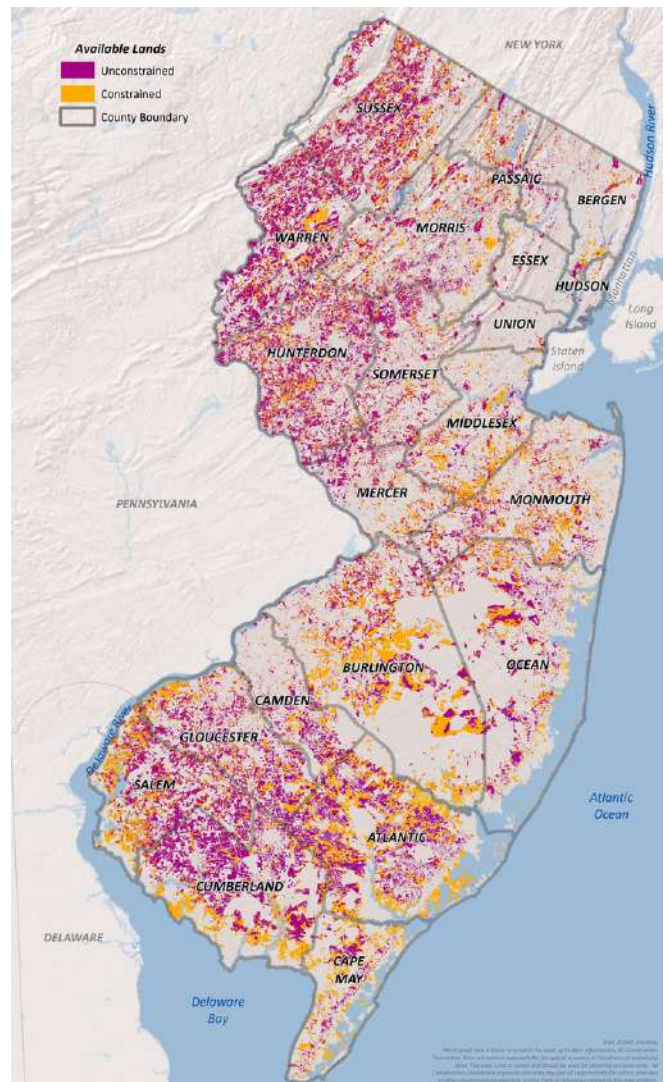 Available Lands
Unconstrained
Constrained
County Boundary
NEW YORK
Hudson River
SUSSEX
PASSAIC
BERGEN
WARREN
MORRIS
ESSEX
HUDSON
Manhattan
Long
Island
UNION
Staten
Island
HUNTERDON
SOMERSET
MIDDLESEX
MERCER
MONMOUTH
PENNSYLVANIA
BURLINGTON
OCEAN
CAMDEN
Delaware River
GLOUCESTER
SALEM
Atlantic
Ocean
ATLANTIC
CUMBERLAND
DELAWARE
CAPE
MAY
Delaware
Bay